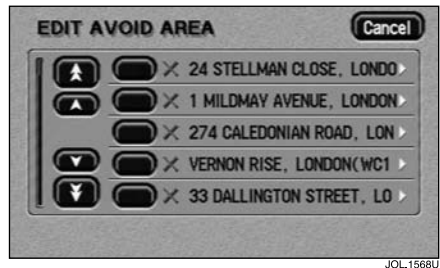 EDIT AVOID AREA
Cancel
24 STELLMAN CLOSE, LONDO
1 MILDMAY AVENUE, LONDON
274 CALEDONIAN ROAD, LON
VERNON RISE, LONDON(WC1
33 DALLINGTON STREET, LO
JOL.1568U